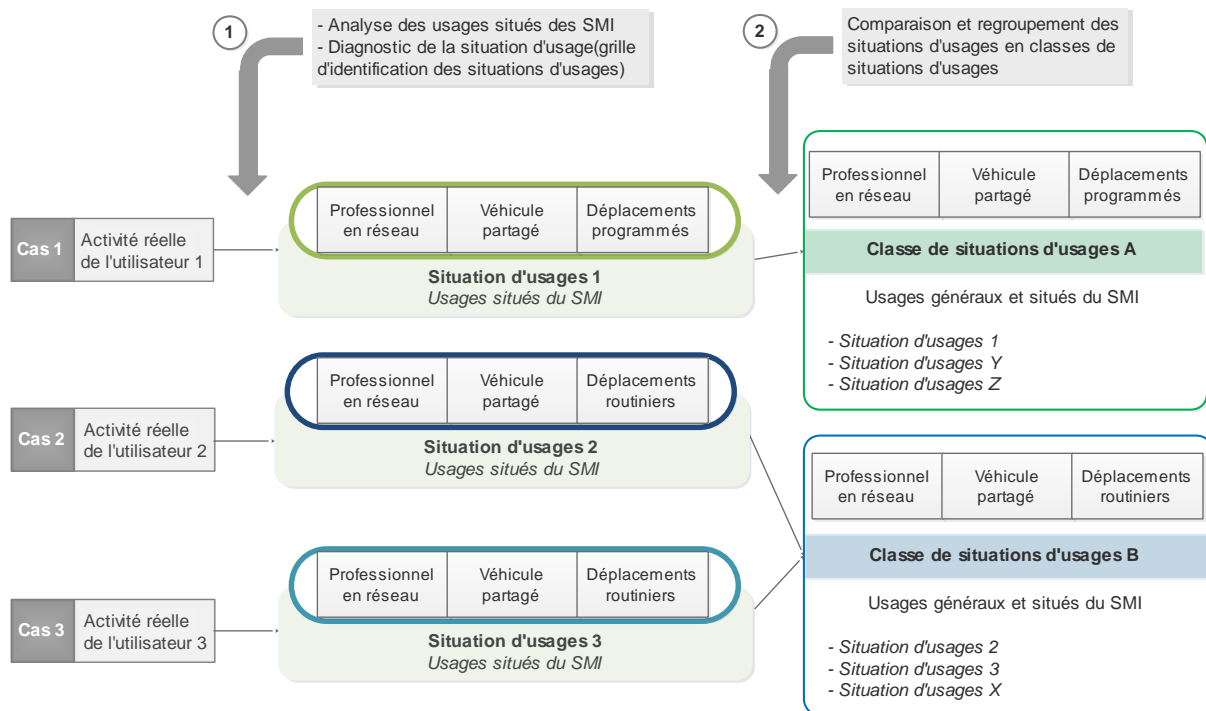 1
- Analyse des usages situés des SMI
- Diagnostic de la situation d'usage(grille
d'identification des situations d'usages)
2
Comparaison et regroupement des
situations d'usages en classes de
situations d'usages
Cas 1
Activité réelle
de l'utilisateur 1
Professionnel
en réseau
Véhicule
partagé
Déplacements
programmés
Situation d'usages 1
Usages situés du SMI
Cas 2
Activité réelle
de l'utilisateur 2
Professionnel
en réseau
Véhicule
partagé
Déplacements
routiniers
Situation d'usages 2
Usages situés du SMI
Cas 3
Activité réelle
de l'utilisateur 3
Professionnel
en réseau
Véhicule
partagé
Déplacements
routiniers
Situation d'usages 3
Usages situés du SMI
Professionnel
en réseau
Véhicule
partagé
Déplacements
programmés
Classe de situations d'usages A
Usages généraux et situés du SMI
- Situation d'usages 1
- Situation d'usages Y
- Situation d'usages Z
Professionnel
en réseau
Véhicule
partagé
Déplacements
routiniers
Classe de situations d'usages B
Usages généraux et situés du SMI
- Situation d'usages 2
- Situation d'usages 3
- Situation d'usages X